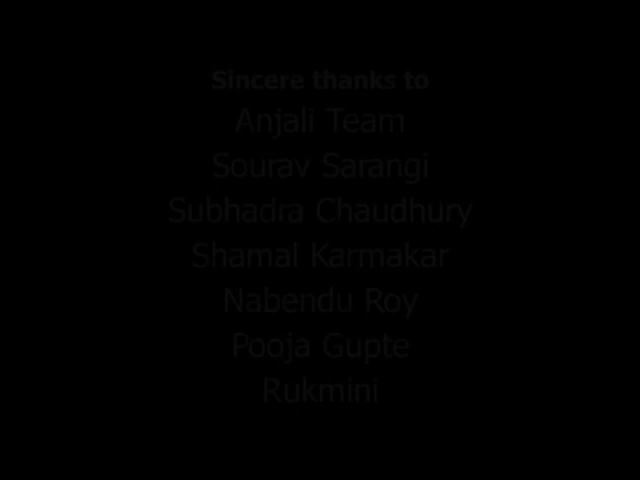 Sincere thanks to
Anjali Team
Sourav Sarangi
Subhadra Chaudhury
Shamal Karmakar
Nabendu Roy
Pooja Gupte
Rukmini